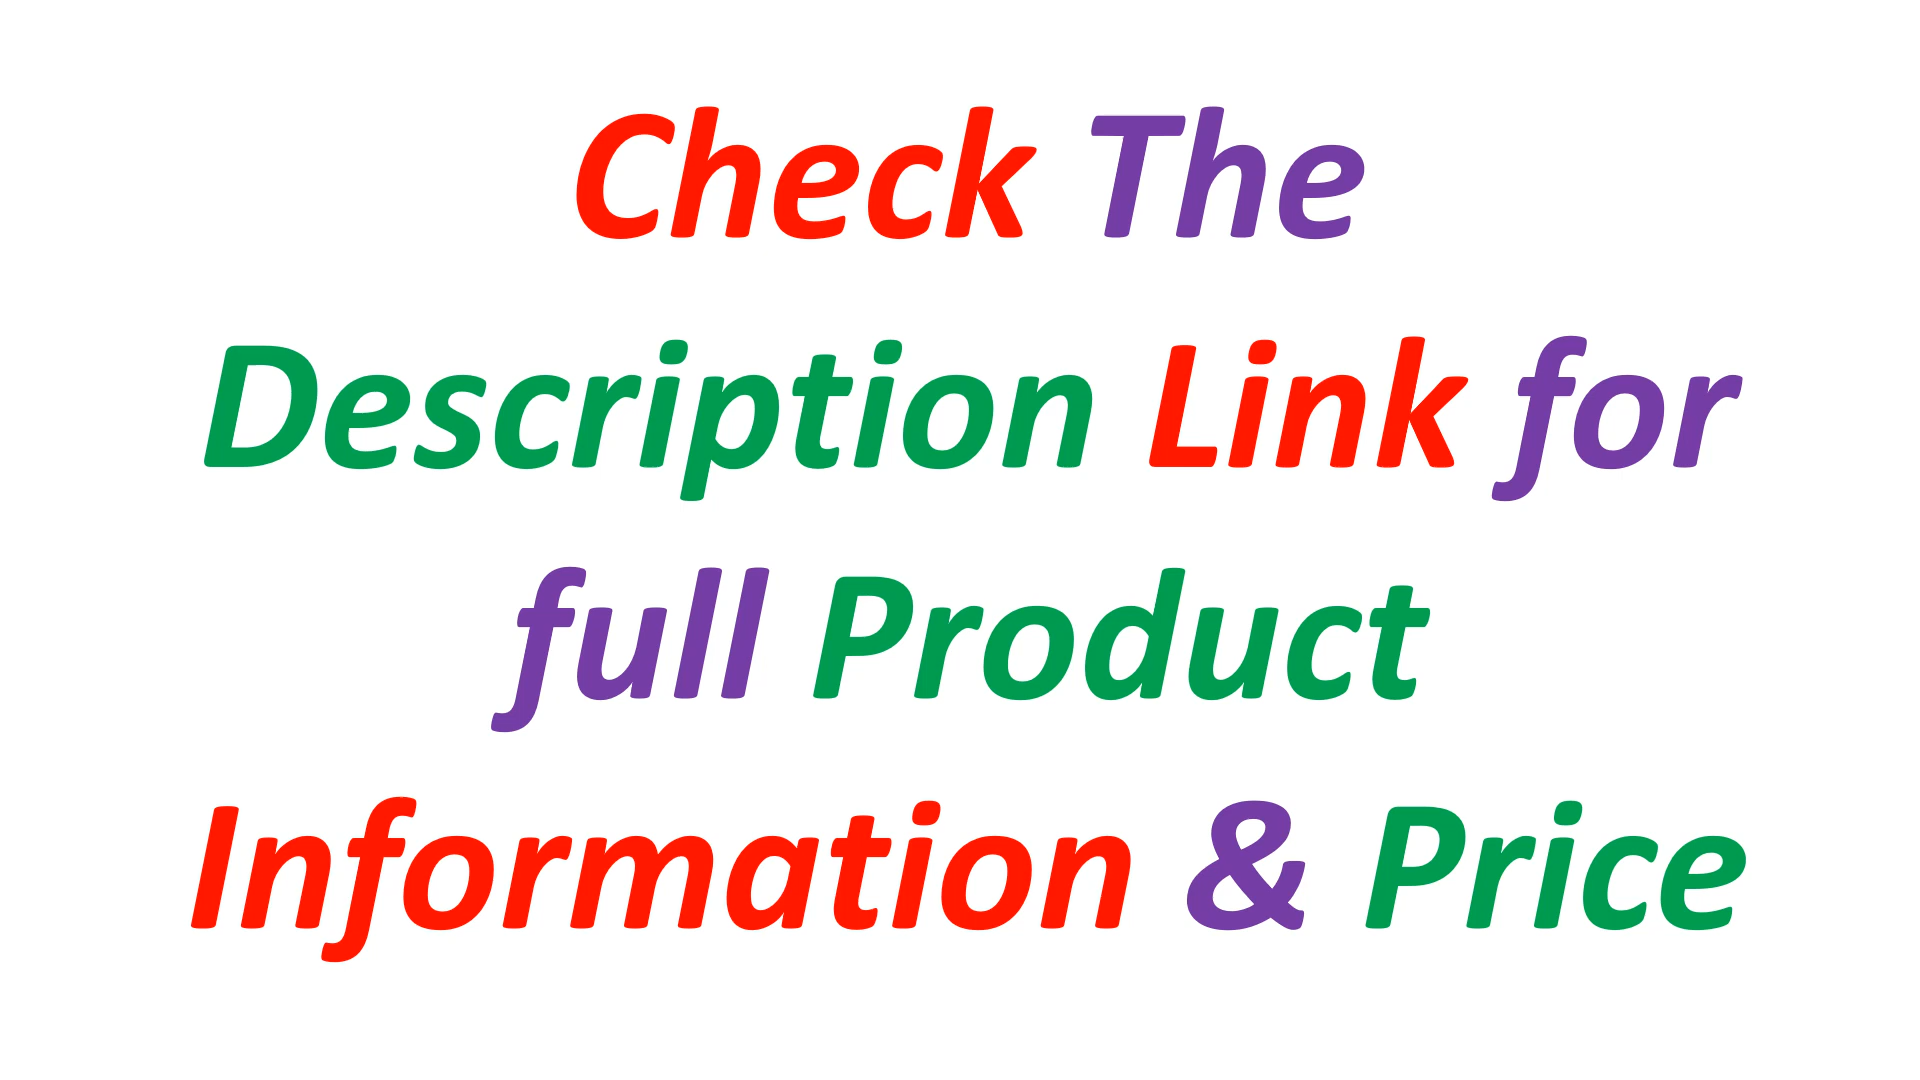 Check The
Description Link for
full Product
Information & Price